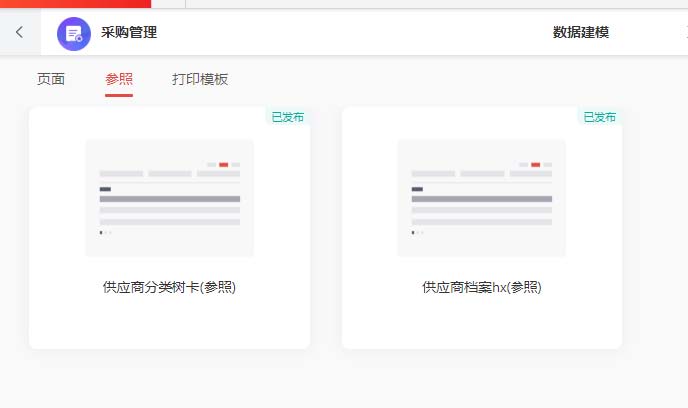 采购管理
数据建模
页面
参照
打印模板
已发布
已发布
供应商分类树卡(参照)
供应商档案hx(参照)